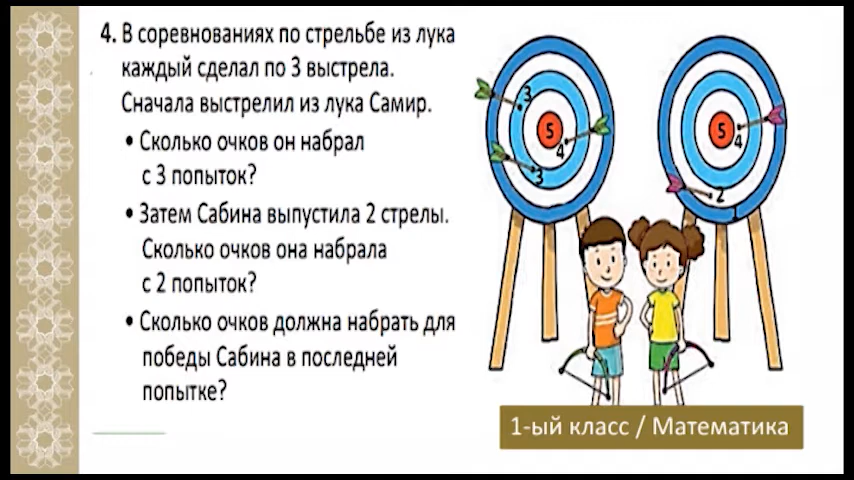 4. В соревнованиях по стрельбе из лука
каждый сделал по 3 выстрела.
Сначала выстрелил из лука Самир.
• Сколько очков он набрал
с 3 попыток?
• Затем Сабина выпустила 2 стрелы.
Сколько очков она набрала
с 2 попыток?
• Сколько очков должна набрать для
победы Сабина в последней
попытке?
3
5
4
3
5
4
2
1
1-ый класс / Математика